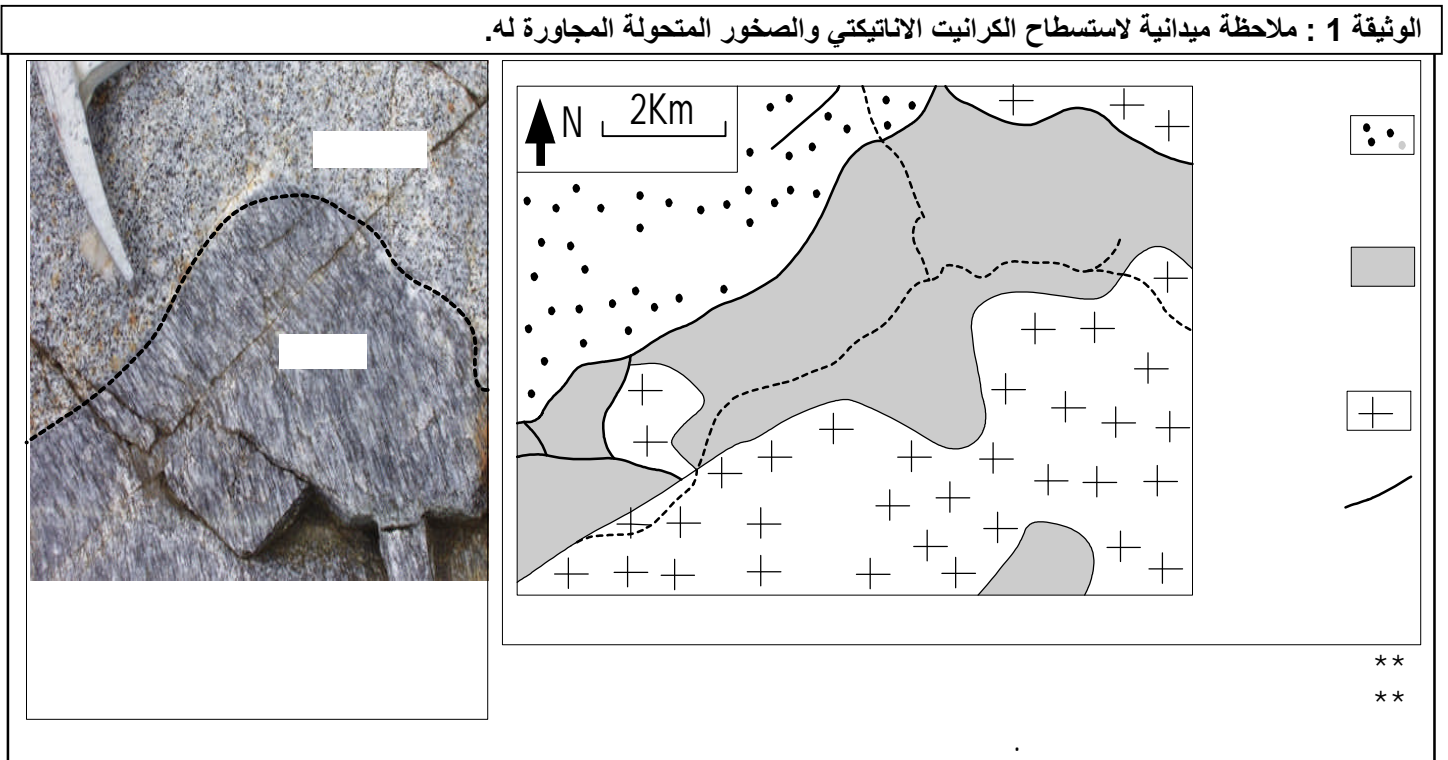 الوثيقة 1 : ملاحظة ميدانية لاستسطاح الكرانيت الاناتيكتي والصخور المتحولة المجاورة له.
N 2Km
**
**
.